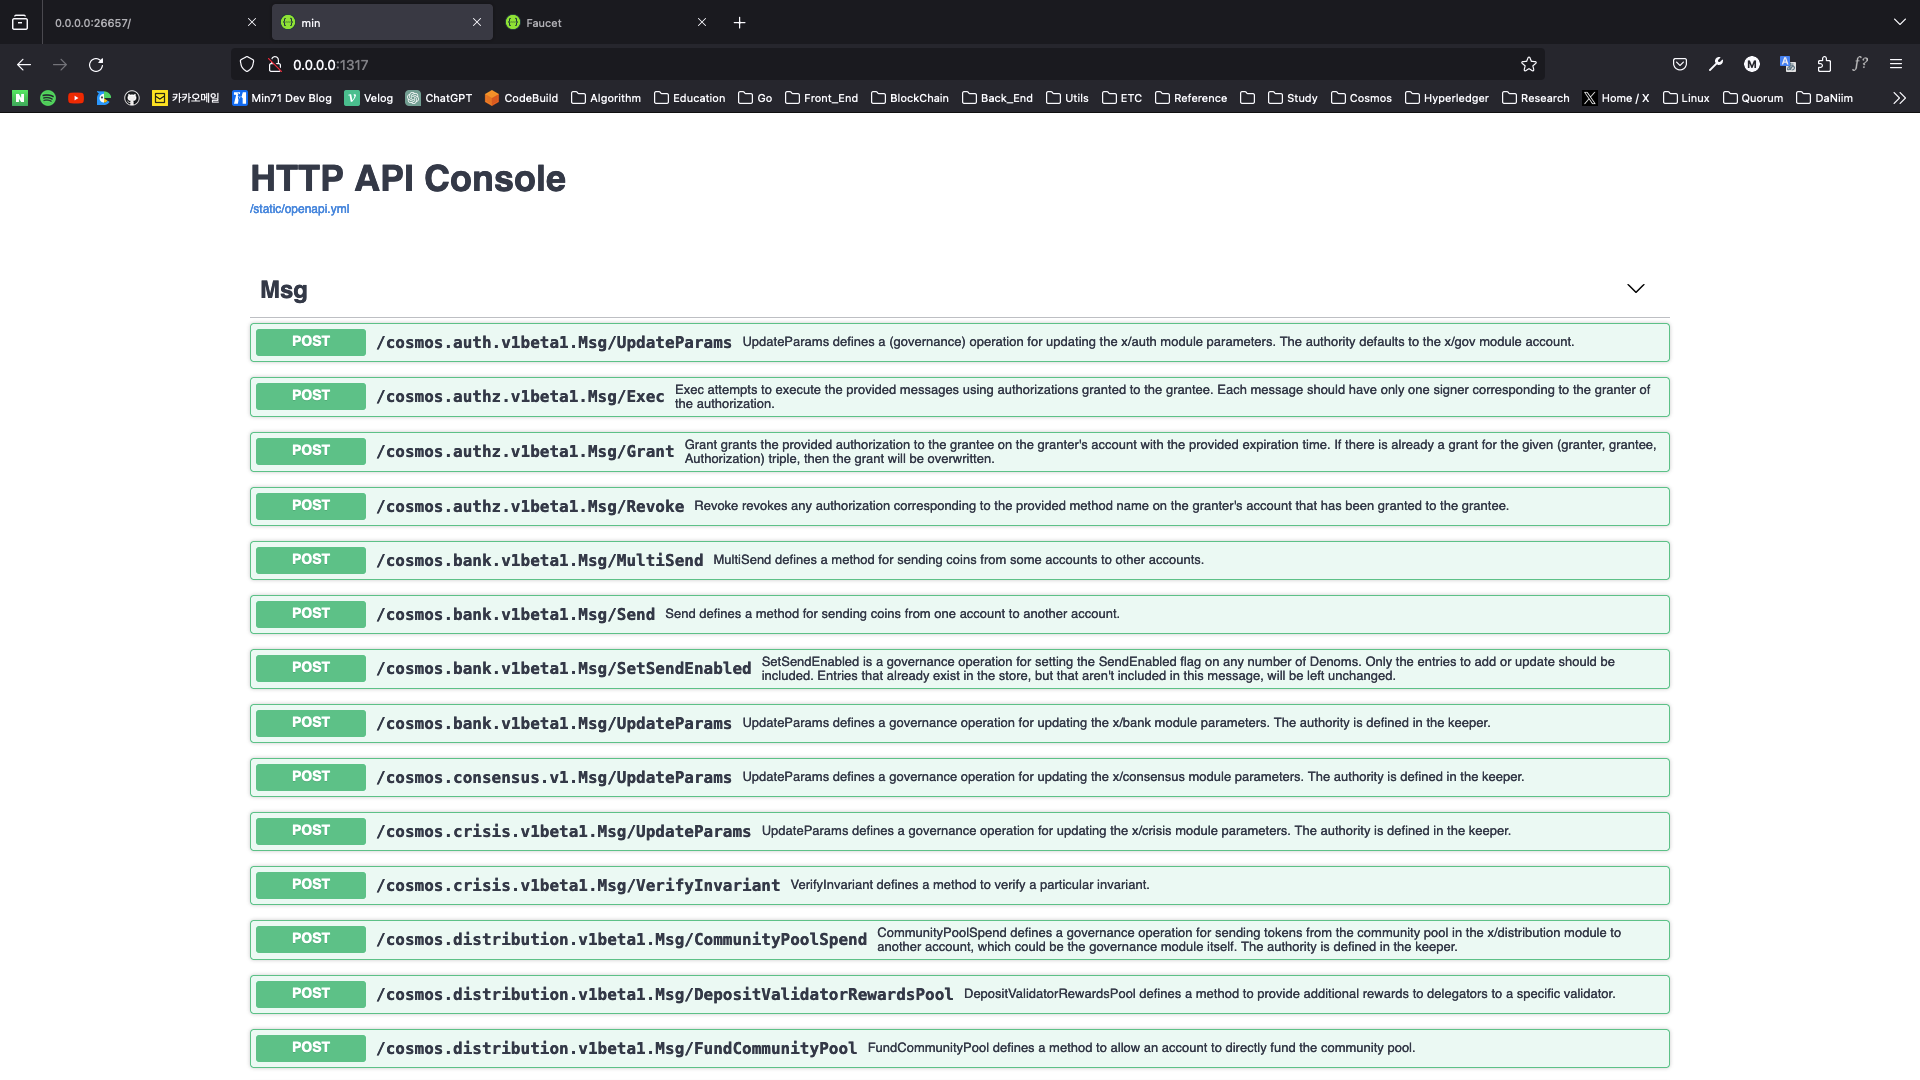 0.0.0.0:26657/
min
Faucet
0.0.0.0:1317
카카오메일
Min71 Dev Blog
Velog
ChatGPT
CodeBuild
Algorithm
Education
Go
Front_End
BlockChain
Back_End
Utils
ETC
Reference
Study
Cosmos
Hyperledger
Research
Home / X
Linux
Quorum
DaNiim
HTTP API Console
/static/openapi.yml
Msg
POST /cosmos.auth.v1beta1.Msg/UpdateParams UpdateParams defines a (governance) operation for updating the x/auth module parameters. The authority defaults to the x/gov module account.
POST /cosmos.authz.v1beta1.Msg/Exec Exec attempts to execute the provided messages using authorizations granted to the grantee. Each message should have only one signer corresponding to the granter of
the authorization.
POST /cosmos.authz.v1beta1.Msg/Grant Grant grants the provided authorization to the grantee on the granter's account with the provided expiration time. If there is already a grant for the given (granter, grantee,
Authorization) triple, then the grant will be overwritten.
POST /cosmos.authz.v1beta1.Msg/Revoke Revoke revokes any authorization corresponding to the provided method name on the granter's account that has been granted to the grantee.
POST /cosmos.bank.v1beta1.Msg/MultiSend MultiSend defines a method for sending coins from some accounts to other accounts.
POST /cosmos.bank.v1beta1.Msg/Send Send defines a method for sending coins from one account to another account.
POST /cosmos.bank.v1beta1.Msg/SetSendEnabled SetSendEnabled is a governance operation for setting the SendEnabled flag on any number of Denoms. Only the entries to add or update should be
included. Entries that already exist in the store, but that aren't included in this message, will be left unchanged.
POST /cosmos.bank.v1beta1.Msg/UpdateParams UpdateParams defines a governance operation for updating the x/bank module parameters. The authority is defined in the keeper.
POST /cosmos.consensus.v1.Msg/UpdateParams UpdateParams defines a governance operation for updating the x/consensus module parameters. The authority is defined in the keeper.
POST /cosmos.crisis.v1beta1.Msg/UpdateParams UpdateParams defines a governance operation for updating the x/crisis module parameters. The authority is defined in the keeper.
POST /cosmos.crisis.v1beta1.Msg/VerifyInvariant VerifyInvariant defines a method to verify a particular invariant.
POST /cosmos.distribution.v1beta1.Msg/CommunityPoolSpend CommunityPoolSpend defines a governance operation for sending tokens from the community pool in the x/distribution module to
another account, which could be the governance module itself. The authority is defined in the keeper.
POST /cosmos.distribution.v1beta1.Msg/DepositValidatorRewardsPool DepositValidatorRewardsPool defines a method to provide additional rewards to delegators to a specific validator.
POST /cosmos.distribution.v1beta1.Msg/FundCommunityPool FundCommunityPool defines a method to allow an account to directly fund the community pool.